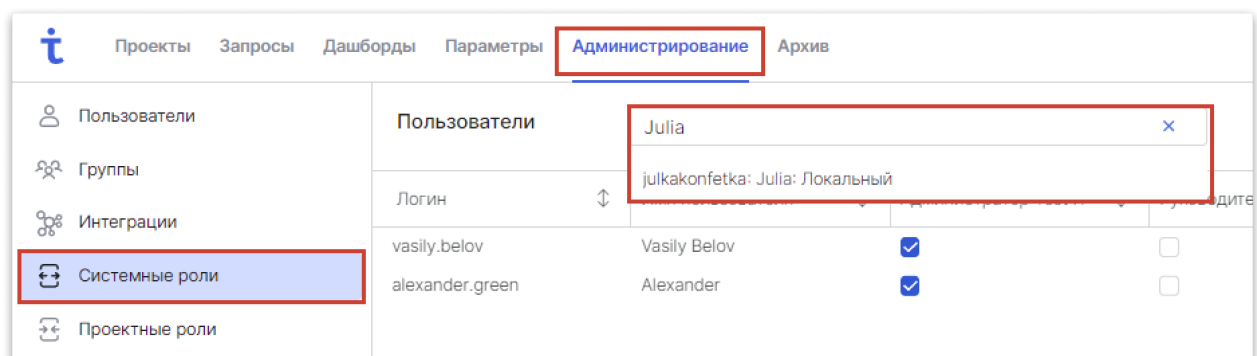 Проекты Запросы Дашборды Параметры Администрирование Архив
Пользователи
Группы
Интеграции
Системные роли
Проектные роли
Пользователи
Julia
julkakonfetka: Julia: Локальный
Логин
vasily.belov Vasily Belov
alexander.green Alexander